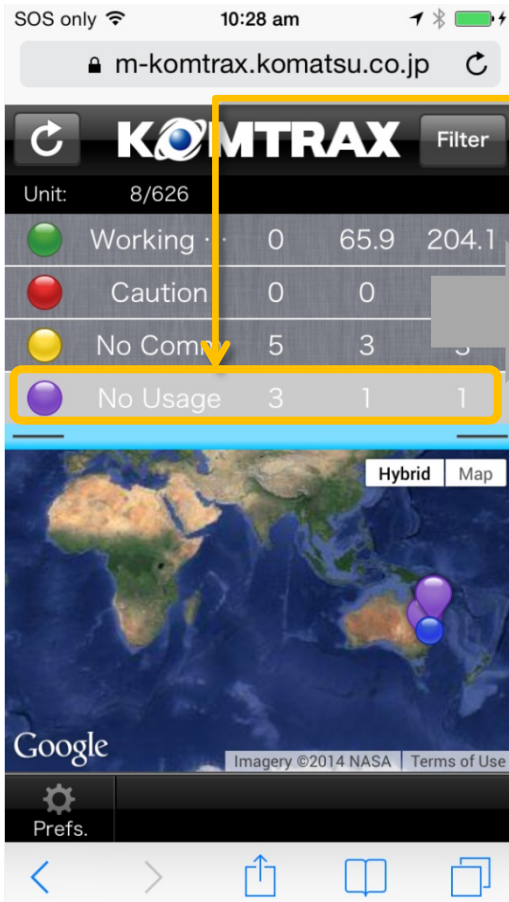 SOS only 10:28 am
m-komtrax.komatsu.co.jp
KOMTRAX Filter
Unit: 8/626
Working ·· 0 65.9 204.1
Caution 0 0
No Comm 5 3 3
No Usage 3 1 1
Hybrid Map
Google Imagery ©2014 NASA Terms of Use
Prefs.